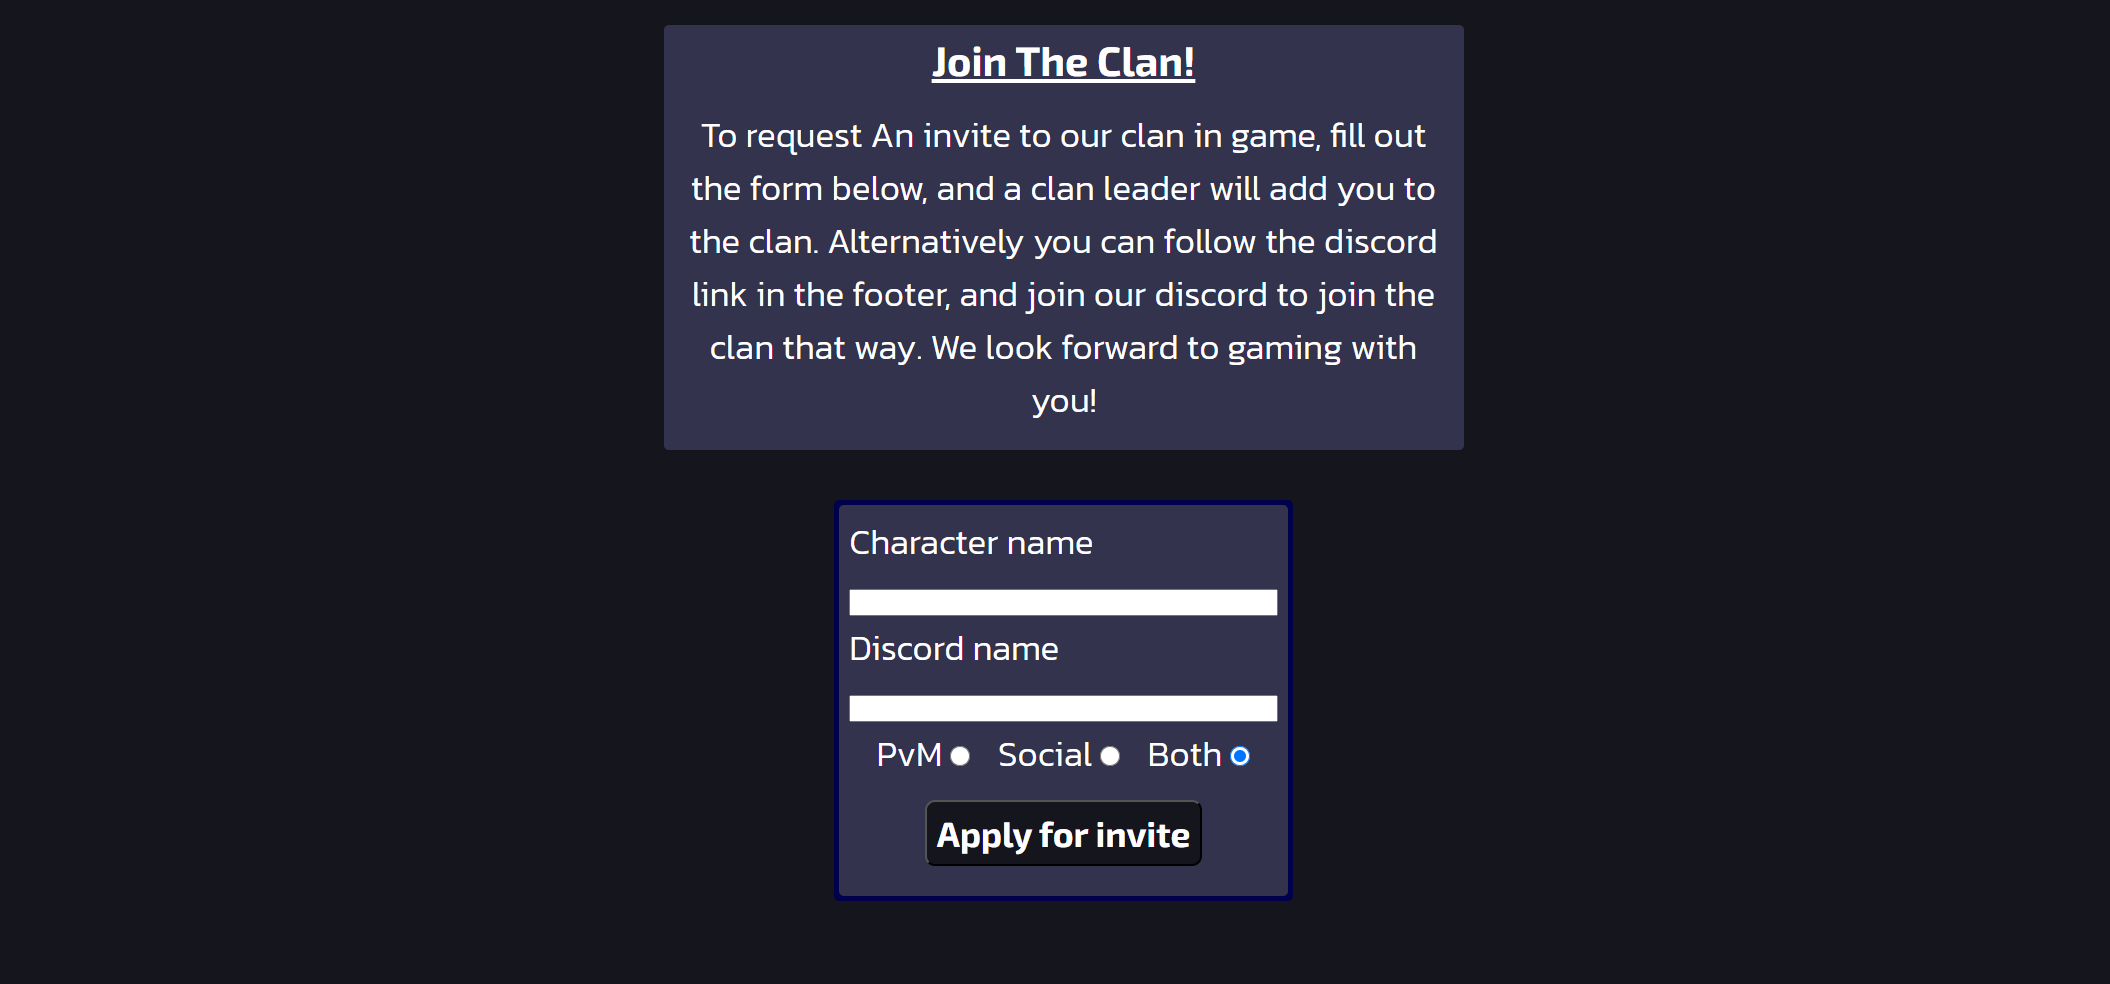 Join The Clan!
To request An invite to our clan in game, fill out
the form below, and a clan leader will add you to
the clan. Alternatively you can follow the discord
link in the footer, and join our discord to join the
clan that way. We look forward to gaming with
you!
Character name
Discord name
PvM Social Both
Apply for invite